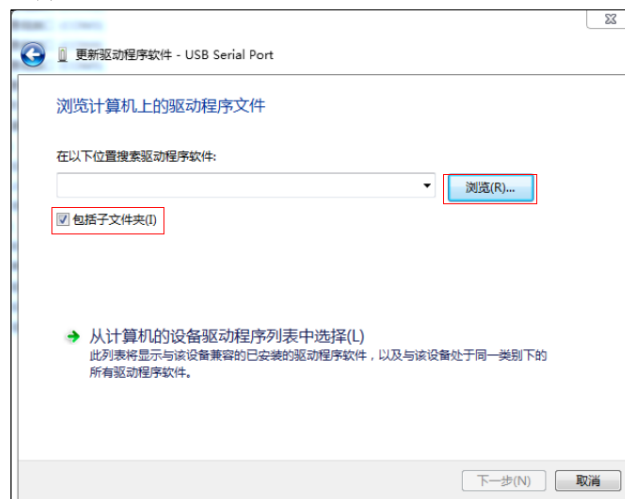 更新驱动程序软件 - USB Serial Port
浏览计算机上的驱动程序文件
在以下位置搜索驱动程序软件:
浏览(R)...
包括子文件夹(I)
从计算机的设备驱动程序列表中选择(L)
此列表将显示与该设备兼容的已安装的驱动程序软件，以及与该设备处于同一类别下的
所有驱动程序软件。
下一步(N)
取消